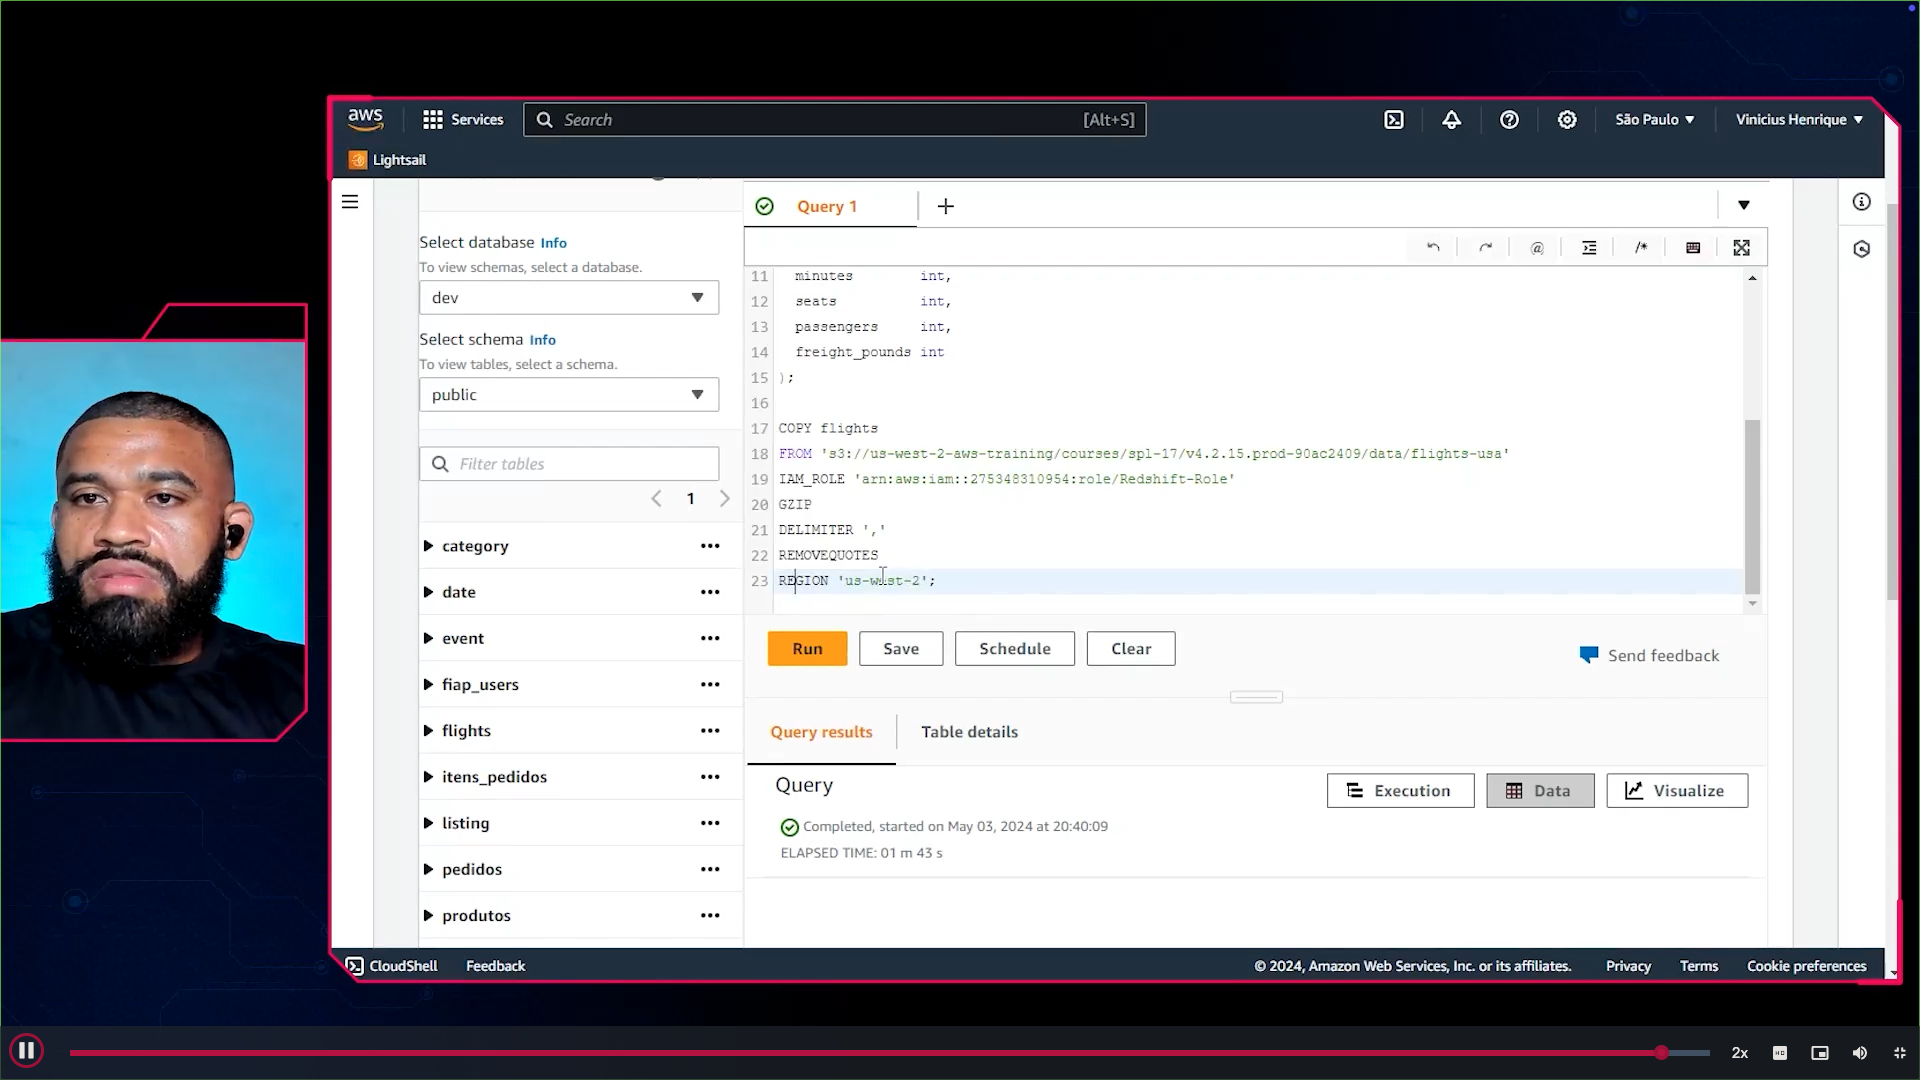 aws
Services
Search
[Alt+S]
São Paulo
Vinicius Henrique
Lightsail
Query 1
Select database Info
To view schemas, select a database.
dev
Select schema Info
To view tables, select a schema.
public
Filter tables
1
category
date
event
fiap_users
flights
itens_pedidos
listing
pedidos
produtos
11 minutes int,
12 seats int,
13 passengers int,
14 freight_pounds int
15 );
16
17 COPY flights
18 FROM 's3://us-west-2-aws-training/courses/spl-17/v4.2.15.prod-90ac2409/data/flights-usa'
19 IAM_ROLE 'arn:aws:iam::275348310954:role/Redshift-Role'
20 GZIP
21 DELIMITER ','
22 REMOVEQUOTES
23 REGION 'us-west-2';
Run
Save
Schedule
Clear
Send feedback
Query results
Table details
Query
Execution
Data
Visualize
Completed, started on May 03, 2024 at 20:40:09
ELAPSED TIME: 01 m 43 s
CloudShell
Feedback
© 2024, Amazon Web Services, Inc. or its affiliates.
Privacy
Terms
Cookie preferences
2x
HD